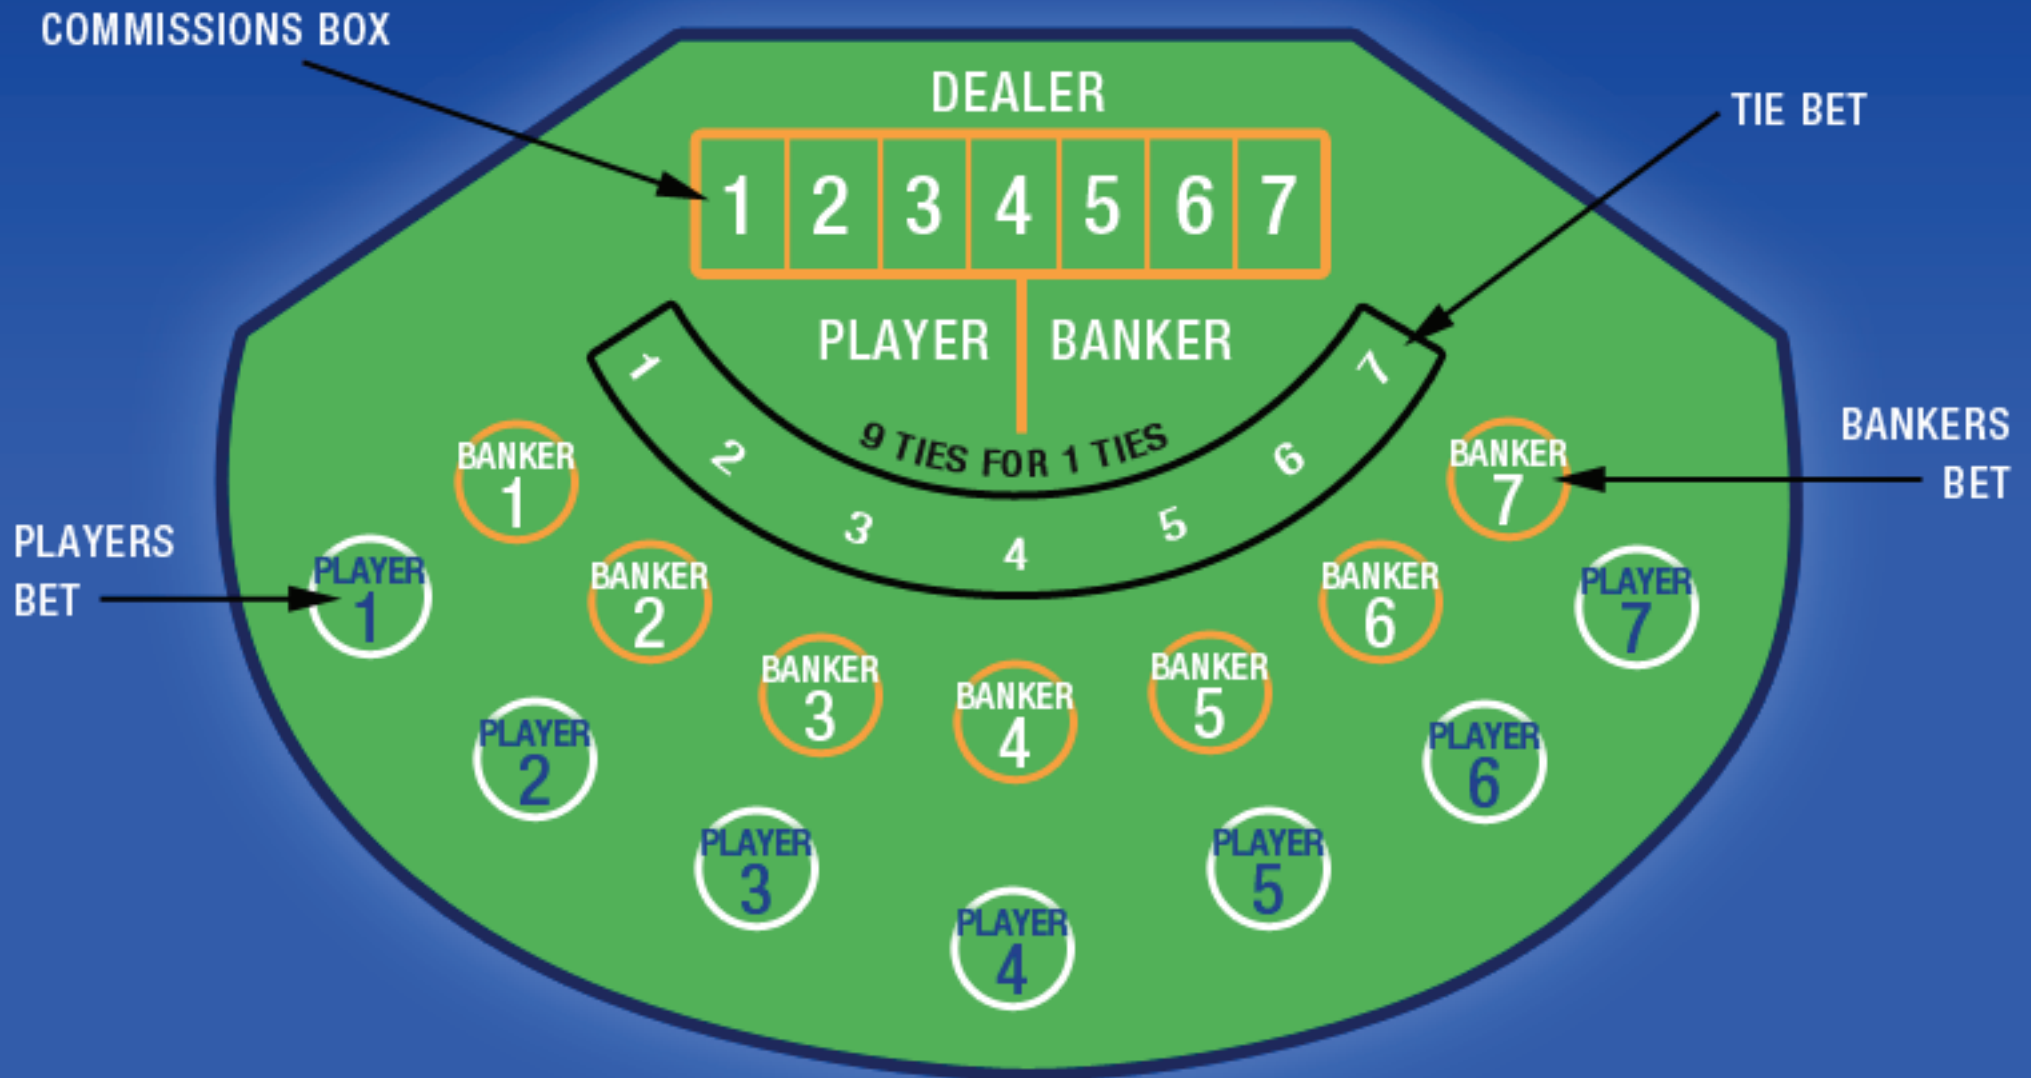 COMMISSIONS BOX
DEALER
TIE BET
1 2 3 4 5 6 7
PLAYER BANKER
1 2 3 4 5 6 7
9 TIES FOR 1 TIES
BANKERS
BET
BANKER
1
BANKER
2
BANKER
3
BANKER
4
BANKER
5
BANKER
6
BANKER
7
PLAYERS
BET
PLAYER
1
PLAYER
2
PLAYER
3
PLAYER
4
PLAYER
5
PLAYER
6
PLAYER
7